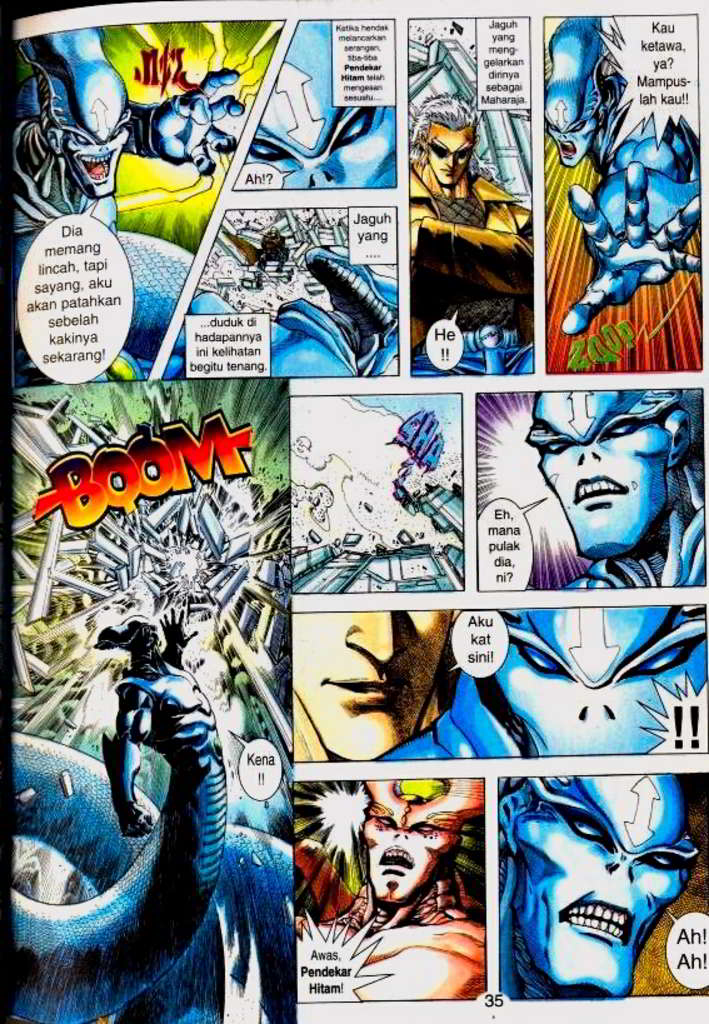 Dia
memang
lincah, tapi
sayang, aku
akan patahkan
sebelah
kakinya
sekarang!
Ketika hendak
melancarkan
serangan,
tiba-tiba
Pendekar
Hitam telah
mengesan
sesuatu....
Ah!?
Jaguh
yang
....
...duduk di
hadapannya
ini kelihatan
begitu tenang.
Jaguh
yang
meng-
gelarkan
dirinya
sebagai
Maharaja.
He
!!
Kau
ketawa,
ya?
Mampus-
lah kau!!
ZOOP
BOOM
Kena
!!
Eh,
mana
pulak
dia,
ni?
Aku
kat
sini!
!!
Awas,
Pendekar
Hitam!
Ah!
Ah!
35